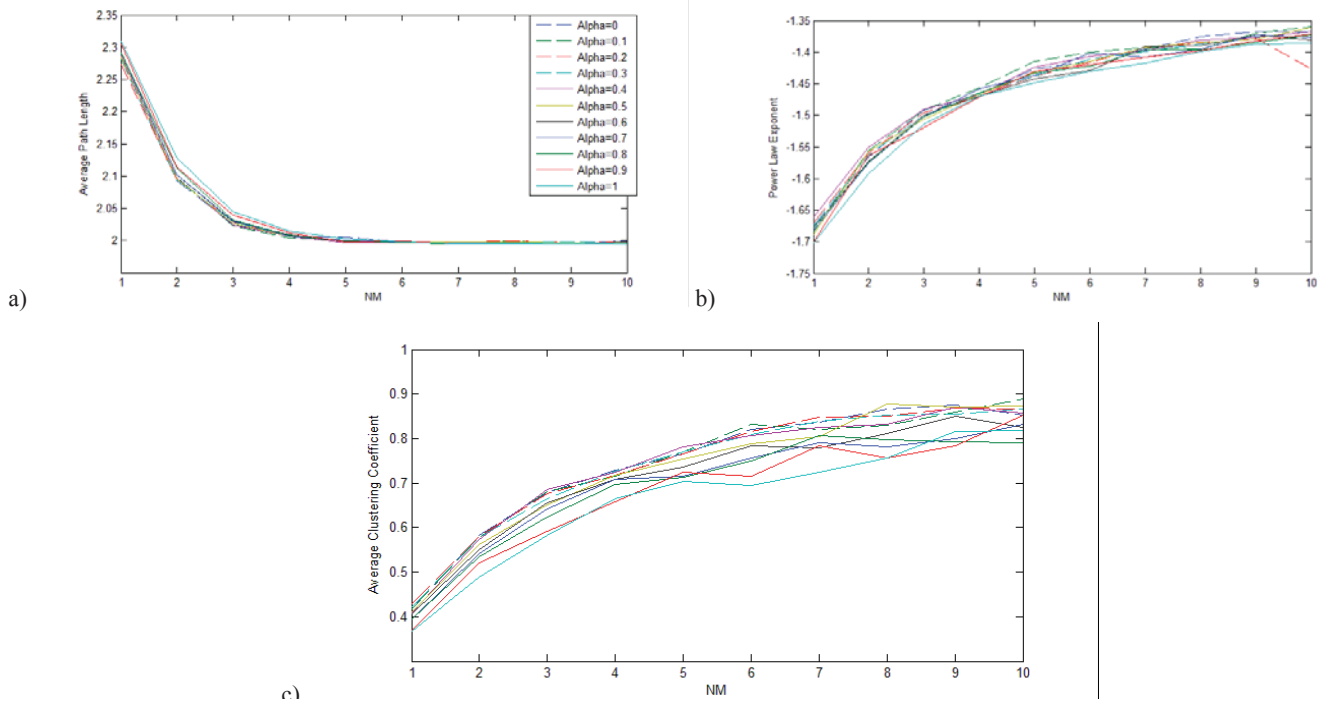 2.35
2.3
2.25
2.2
2.15
2.1
2.05
2
Average Path Length
1 2 3 4 5 6 7 8 9 10
NM
Alpha=0
Alpha=0.1
Alpha=0.2
Alpha=0.3
Alpha=0.4
Alpha=0.5
Alpha=0.6
Alpha=0.7
Alpha=0.8
Alpha=0.9
Alpha=1
a)
-1.35
-1.4
-1.45
-1.5
-1.55
-1.6
-1.65
-1.7
-1.75
Power Law Exponent
1 2 3 4 5 6 7 8 9 10
NM
b)
1
0.9
0.8
0.7
0.6
0.5
0.4
Average Clustering Coefficient
1 2 3 4 5 6 7 8 9 10
NM
c)